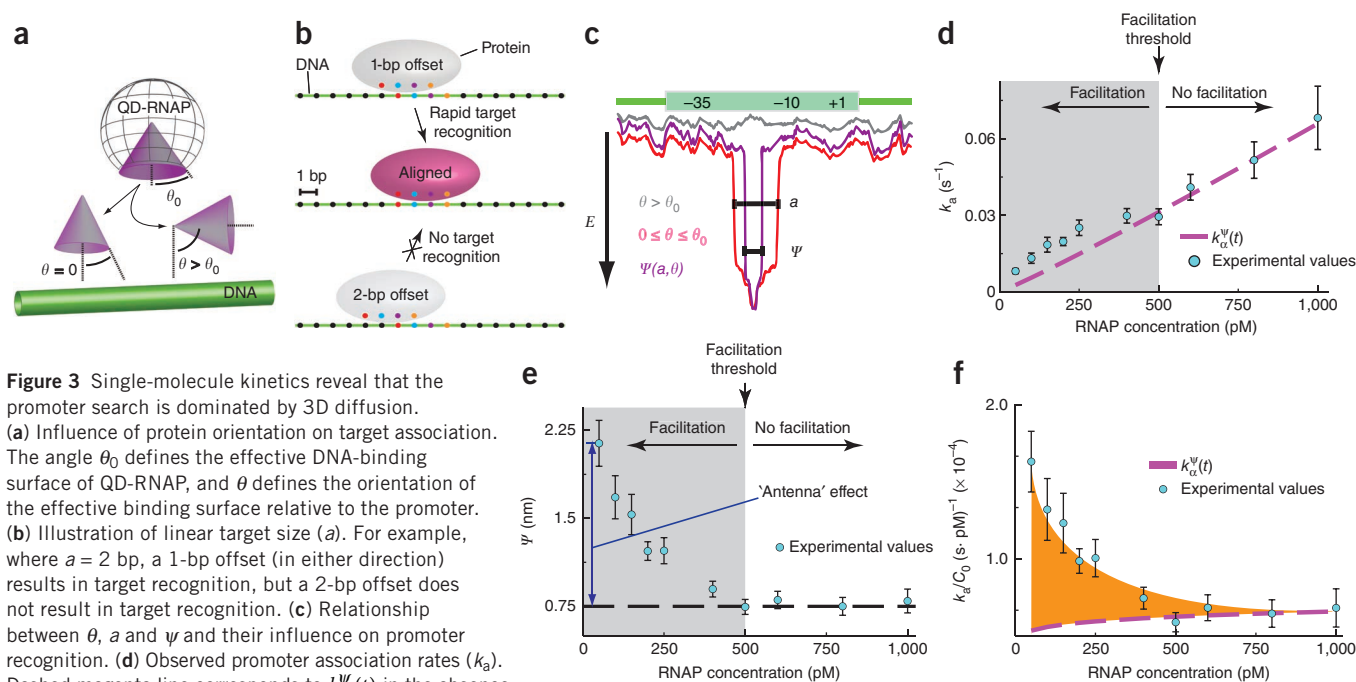 a
QD-RNAP
θ0
θ = 0
θ > θ0
DNA
b
Protein
DNA
1-bp offset
Rapid target
recognition
1 bp
Aligned
No target
recognition
2-bp offset
c
–35
–10
+1
E
θ > θ0
0 ≤ θ ≤ θ0
Ψ(a,θ)
a
Ψ
d
Facilitation
threshold
Facilitation
No facilitation
ka (s–1)
0.06
0.03
0
kαΨ(t)
Experimental values
0
250
500
750
1,000
RNAP concentration (pM)
Figure 3 Single-molecule kinetics reveal that the
promoter search is dominated by 3D diffusion.
(a) Influence of protein orientation on target association.
The angle θ0 defines the effective DNA-binding
surface of QD-RNAP, and θ defines the orientation of
the effective binding surface relative to the promoter.
(b) Illustration of linear target size (a). For example,
where a = 2 bp, a 1-bp offset (in either direction)
results in target recognition, but a 2-bp offset does
not result in target recognition. (c) Relationship
between θ, a and ψ and their influence on promoter
recognition. (d) Observed promoter association rates (ka).
e
Facilitation
threshold
Facilitation
No facilitation
Ψ (nm)
2.25
1.5
0.75
'Antenna' effect
Experimental values
0
250
500
750
1,000
RNAP concentration (pM)
f
ka/C0 (s· pM)–1 (× 10–4)
2.0
1.0
kαΨ(t)
Experimental values
0
250
500
750
1,000
RNAP concentration (pM)